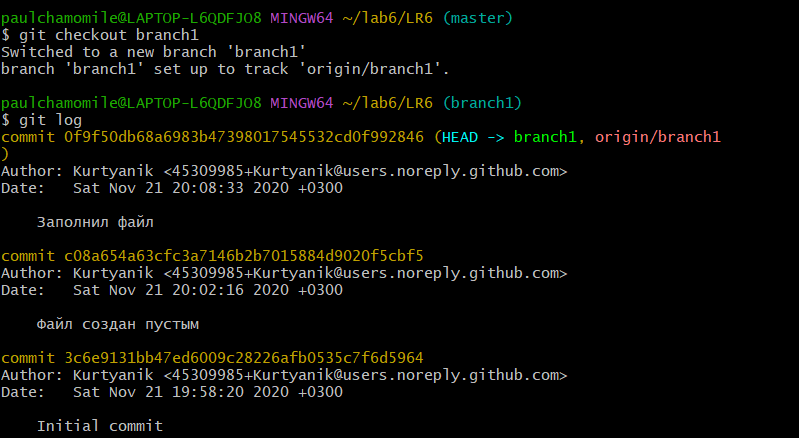 paulchamomile@LAPTOP-L6QDFJO8 MINGW64 ~/lab6/LR6 (master)
$ git checkout branch1
Switched to a new branch 'branch1'
branch 'branch1' set up to track 'origin/branch1'.
paulchamomile@LAPTOP-L6QDFJO8 MINGW64 ~/lab6/LR6 (branch1)
$ git log
commit 0f9f50db68a6983b47398017545532cd0f992846 (HEAD -> branch1, origin/branch1
)
Author: Kurtyanik <45309985+Kurtyanik@users.noreply.github.com>
Date:   Sat Nov 21 20:08:33 2020 +0300
Заполнил файл
commit c08a654a63cfc3a7146b2b7015884d9020f5cbf5
Author: Kurtyanik <45309985+Kurtyanik@users.noreply.github.com>
Date:   Sat Nov 21 20:02:16 2020 +0300
Файл создан пустым
commit 3c6e9131bb47ed6009c28226afb0535c7f6d5964
Author: Kurtyanik <45309985+Kurtyanik@users.noreply.github.com>
Date:   Sat Nov 21 19:58:20 2020 +0300
Initial commit